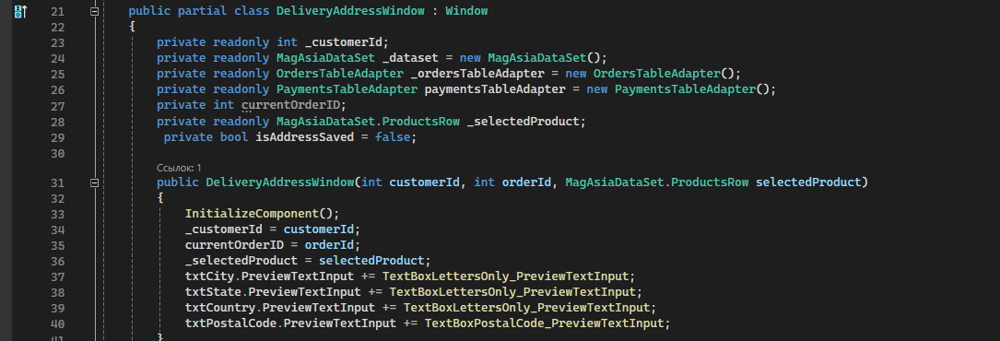 21 public partial class DeliveryAddressWindow : Window
22 {
23 private readonly int _customerId;
24 private readonly MagAsiaDataSet _dataset = new MagAsiaDataSet();
25 private readonly OrdersTableAdapter _ordersTableAdapter = new OrdersTableAdapter();
26 private readonly PaymentsTableAdapter paymentsTableAdapter = new PaymentsTableAdapter();
27 private int currentOrderID;
28 private readonly MagAsiaDataSet.ProductsRow _selectedProduct;
29 private bool isAddressSaved = false;
30
Ссылок: 1
31 public DeliveryAddressWindow(int customerId, int orderId, MagAsiaDataSet.ProductsRow selectedProduct)
32 {
33 InitializeComponent();
34 _customerId = customerId;
35 currentOrderID = orderId;
36 _selectedProduct = selectedProduct;
37 txtCity.PreviewTextInput += TextBoxLettersOnly_PreviewTextInput;
38 txtState.PreviewTextInput += TextBoxLettersOnly_PreviewTextInput;
39 txtCountry.PreviewTextInput += TextBoxLettersOnly_PreviewTextInput;
40 txtPostalCode.PreviewTextInput += TextBoxPostalCode_PreviewTextInput;
41 }